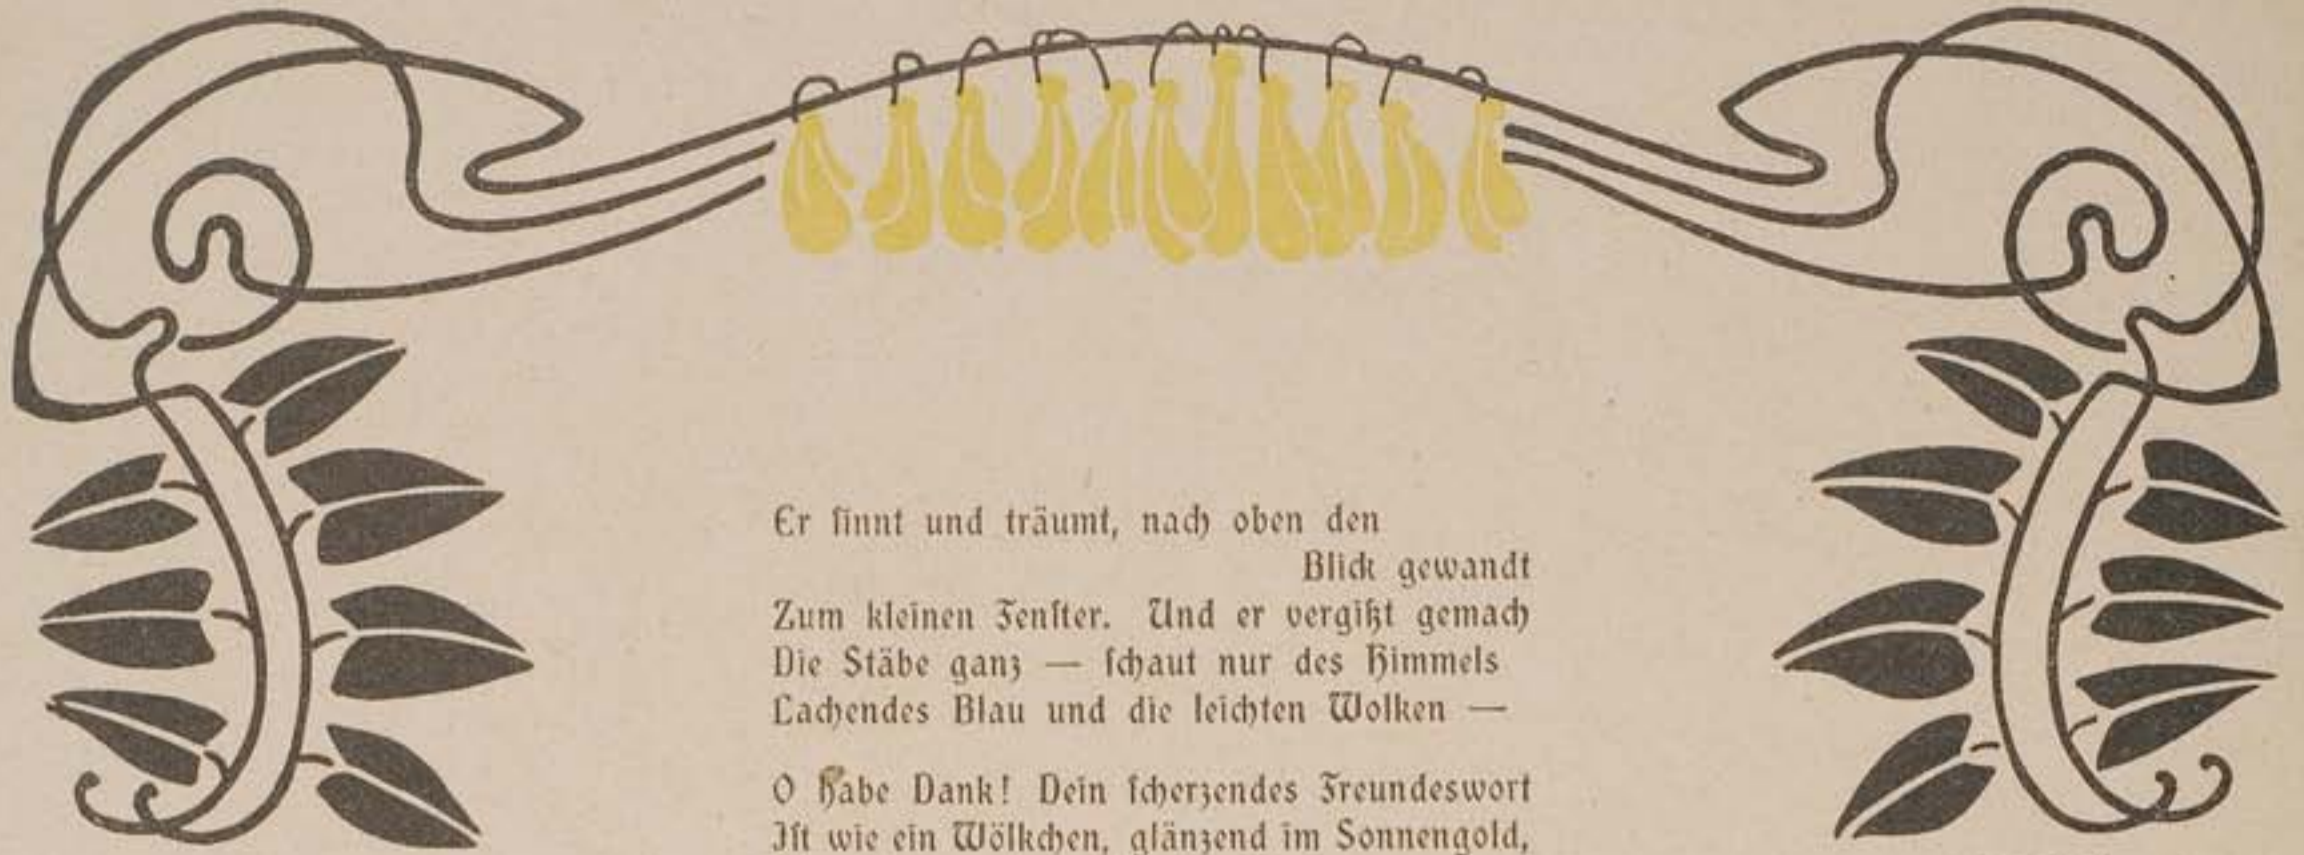 Er sinnt und träumt, nach oben den
Blick gewandt
Zum kleinen Fenster. Und er vergißt gemach
Die Stäbe ganz — schaut nur des Himmels
Lachendes Blau und die leichten Wolken —
O habe Dank! Dein scherzendes Freundeswort
Ist wie ein Wölkchen, glänzend im Sonnengold,